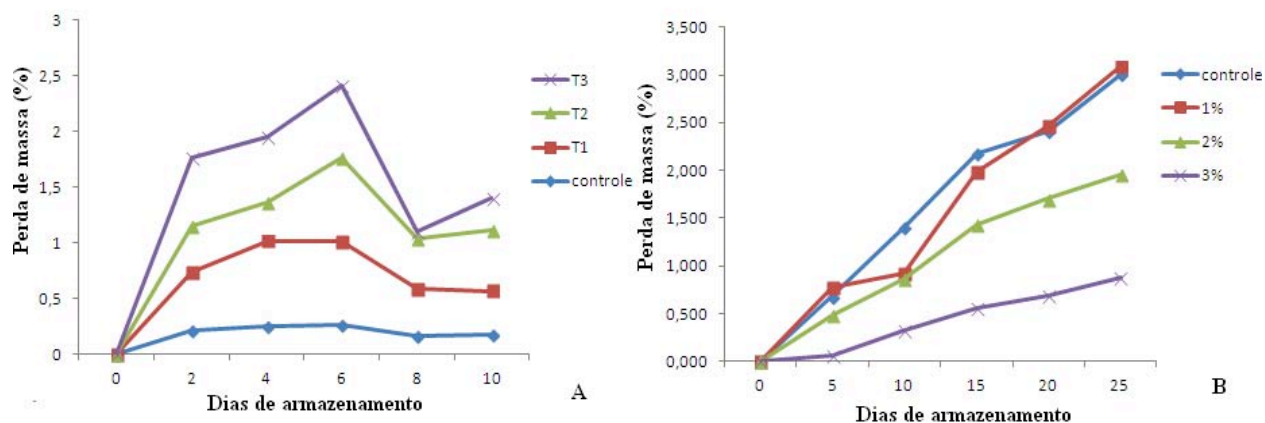 3
2,5
2
1,5
1
0,5
0
Perda de massa (%)
0 2 4 6 8 10
Dias de armazenamento
T3
T2
T1
controle
A
3,500
3,000
2,500
2,000
1,500
1,000
0,500
0,000
Perda de massa (%)
0 5 10 15 20 25
Dias de armazenamento
controle
1%
2%
3%
B